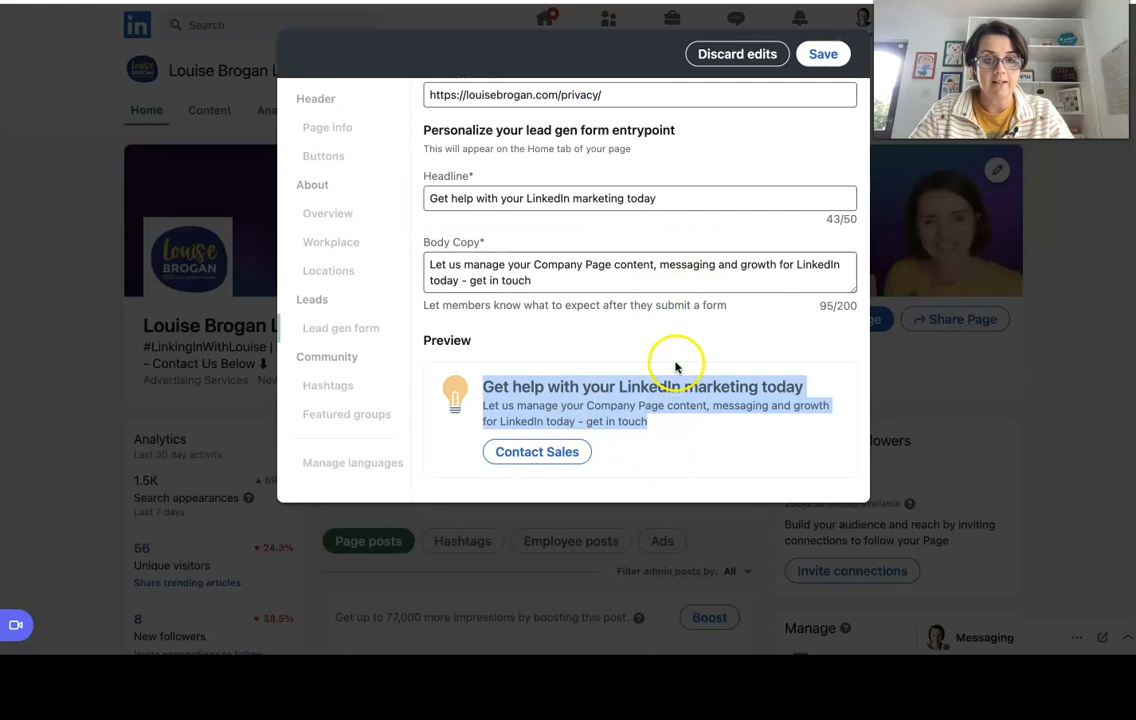 in
Search
Louise
BROGAN
Louise Brogan L
Home
Content
Ana
Discard edits
Save
Header
Page info
Buttons
About
Overview
Workplace
Locations
Leads
Lead gen form
Community
Hashtags
Featured groups
Manage languages
https://louisebrogan.com/privacy/
Personalize your lead gen form entrypoint
This will appear on the Home tab of your page
Headline*
Get help with your LinkedIn marketing today
43/50
Body Copy*
Let us manage your Company Page content, messaging and growth for LinkedIn
today - get in touch
Let members know what to expect after they submit a form
95/200
Preview
Get help with your LinkedIn marketing today
Let us manage your Company Page content, messaging and growth
for LinkedIn today - get in touch
Contact Sales
Louise
BROGAN
Louise Brogan L
#LinkingInWithLouise |
- Contact Us Below
Advertising Services · New
Share Page
Analytics
Last 30 day activity
1.5K
Search appearances
Last 7 days
56
24.3%
Unique visitors
Share trending articles
8
38.5%
New followers
Page posts
Hashtags
Employee posts
Ads
Filter admin posts by:
All
Get up to 77,000 more impressions by boosting this post.
Boost
credits available
Build your audience and reach by inviting
connections to follow your Page
Invite connections
Manage
Messaging